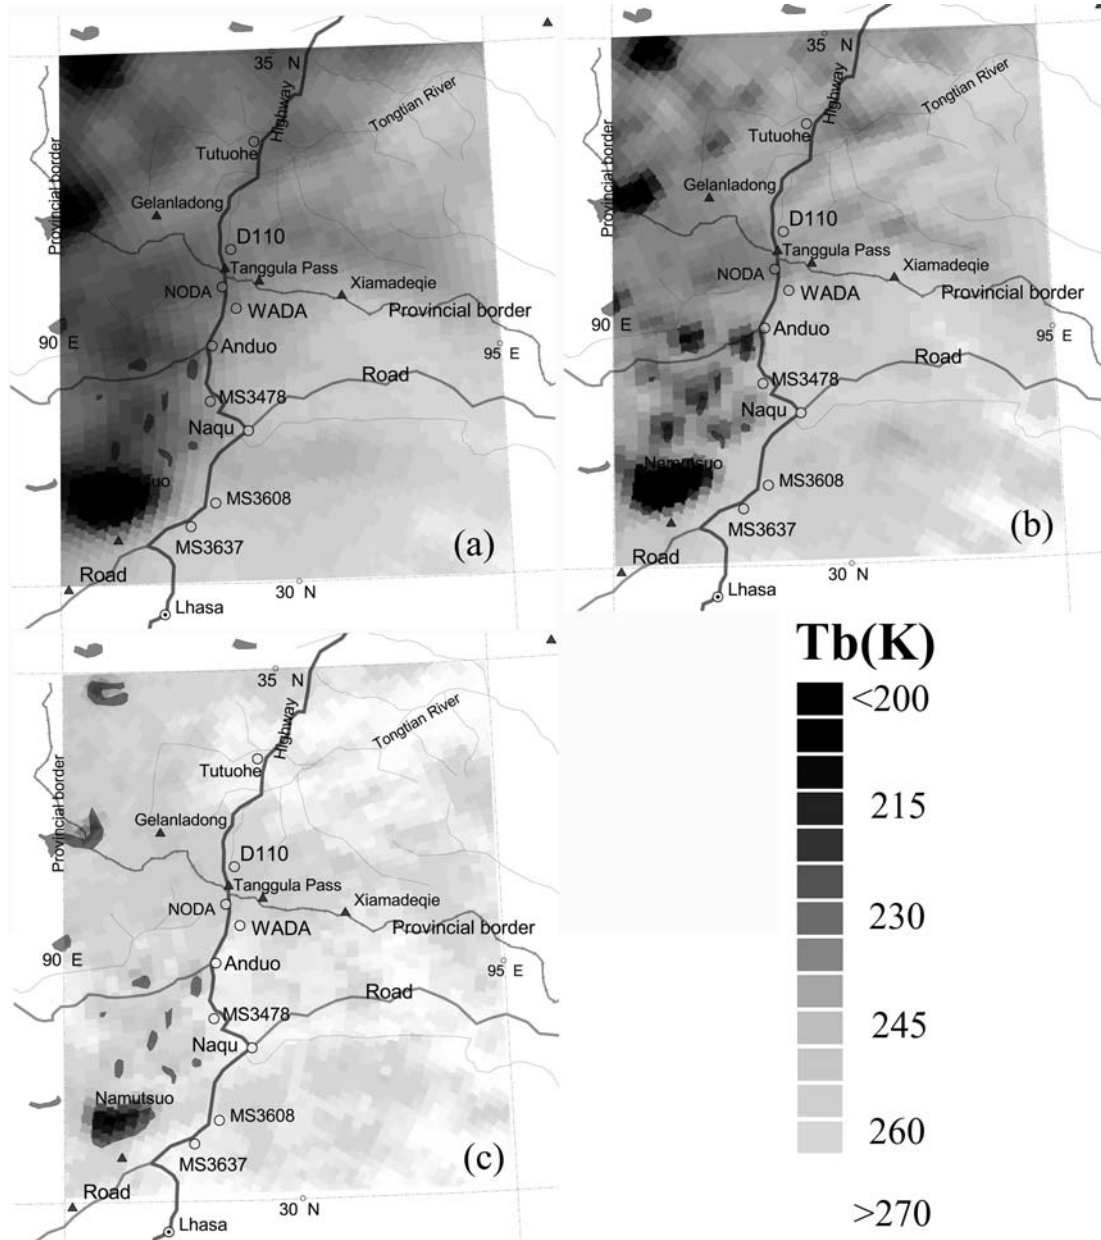 35 N
Highway
Tongtian River
Tutuohe
Provincial border
Gelanladong
D110
Tanggula Pass
NODA
Xiamadeqie
WADA
Provincial border
90 E
Anduo
95 E
Road
MS3478
Naqu
uo
MS3608
(a)
MS3637
Road
30 N
Lhasa
35 N
Highway
Tongtian River
Tutuohe
Provincial border
Gelanladong
D110
Tanggula Pass
NODA
Xiamadeqie
WADA
Provincial border
90 E
Anduo
95 E
Road
MS3478
Naqu
Namutsuo
MS3608
(b)
MS3637
Road
30 N
Lhasa
35 N
Highway
Tongtian River
Tutuohe
Provincial border
Gelanladong
D110
Tanggula Pass
NODA
Xiamadeqie
WADA
Provincial border
90 E
Anduo
95 E
Road
MS3478
Naqu
Namutsuo
MS3608
(c)
MS3637
Road
30 N
Lhasa
Tb(K)
<200
215
230
245
260
>270